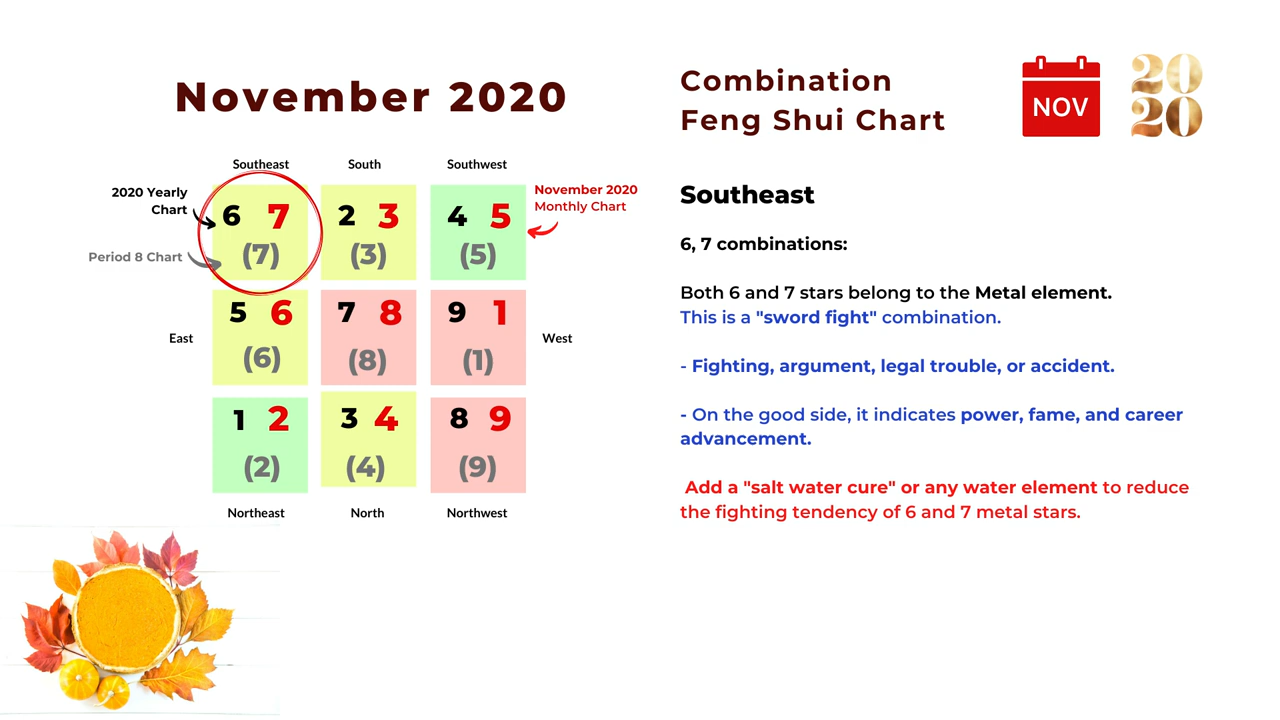 November 2020
Combination
Feng Shui Chart
NOV
20
20
Southeast South Southwest
2020 Yearly
Chart
Period 8 Chart
November 2020
Monthly Chart
6 7 2 3 4 5
(7) (3) (5)
East
5 6 7 8 9 1
(6) (8) (1)
West
1 2 3 4 8 9
(2) (4) (9)
Northeast North Northwest
Southeast
6, 7 combinations:
Both 6 and 7 stars belong to the Metal element.
This is a "sword fight" combination.
- Fighting, argument, legal trouble, or accident.
- On the good side, it indicates power, fame, and career
advancement.
Add a "salt water cure" or any water element to reduce
the fighting tendency of 6 and 7 metal stars.